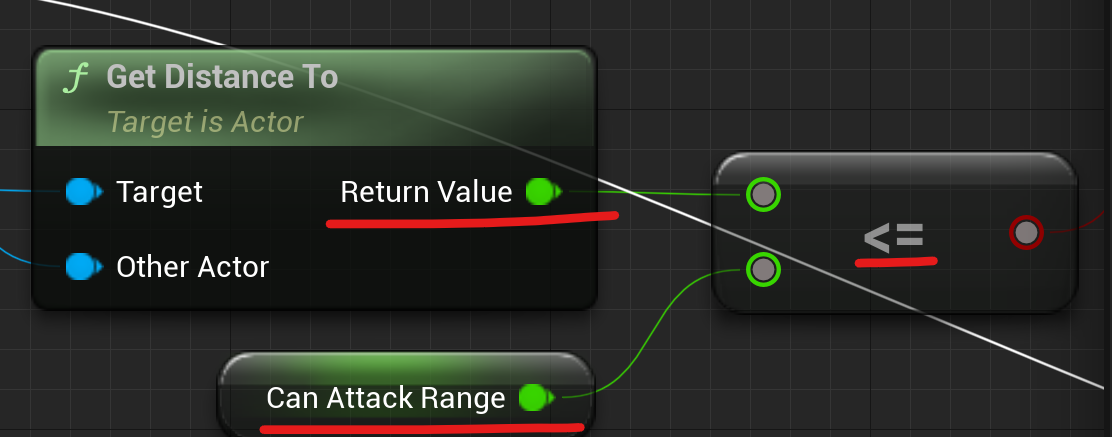 f Get Distance To
Target is Actor
Target
Return Value
Other Actor
<=
Can Attack Range